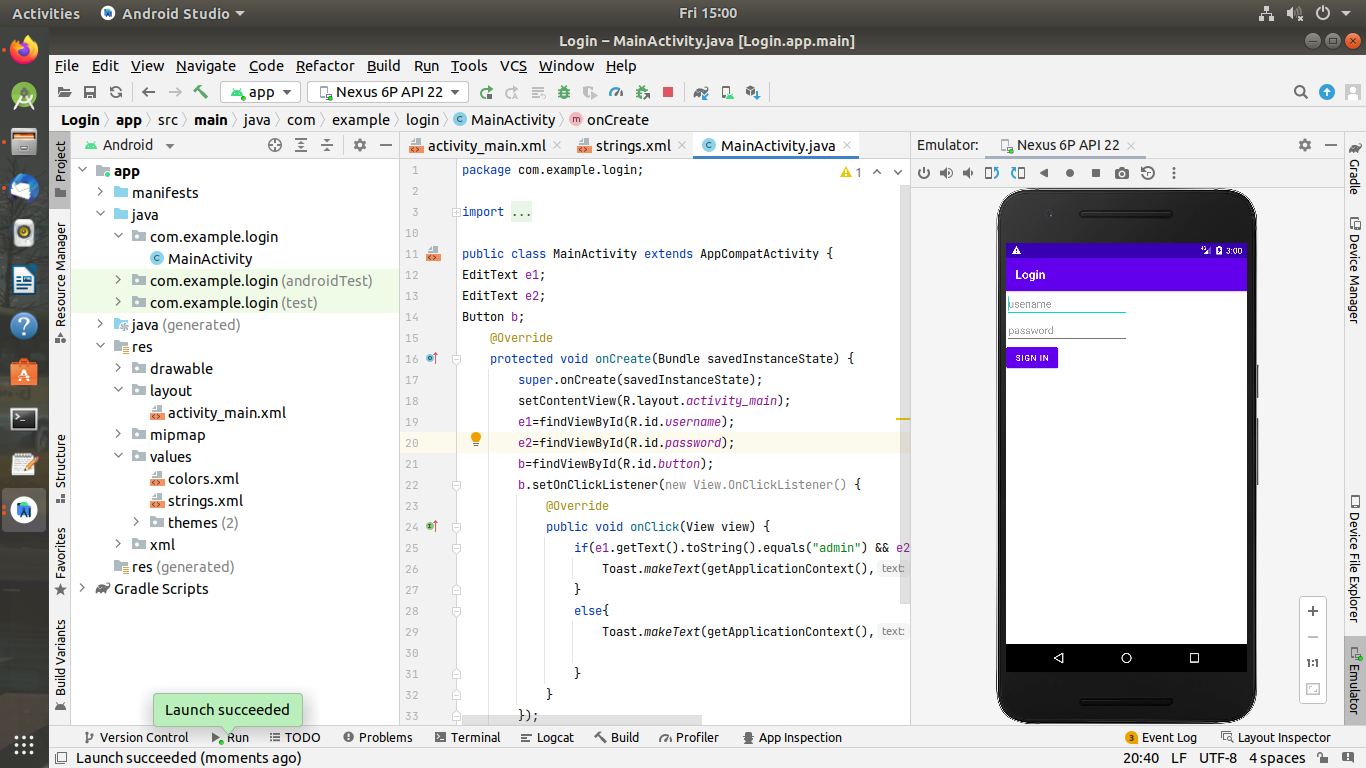 Activities
Android Studio
Fri 15:00
Login – MainActivity.java [Login.app.main]
File Edit View Navigate Code Refactor Build Run Tools VCS Window Help
app
Nexus 6P API 22
Login app src main java com example login MainActivity onCreate
Android
activity_main.xml
strings.xml
MainActivity.java
Emulator:
Nexus 6P API 22
Project
Resource Manager
Structure
Favorites
Build Variants
app
manifests
java
com.example.login
MainActivity
com.example.login (androidTest)
com.example.login (test)
java (generated)
res
drawable
layout
activity_main.xml
mipmap
values
colors.xml
strings.xml
themes (2)
xml
res (generated)
Gradle Scripts
1 package com.example.login;
1
2
3 import ...
10
11 public class MainActivity extends AppCompatActivity {
12 EditText e1;
13 EditText e2;
14 Button b;
15 @Override
16 protected void onCreate(Bundle savedInstanceState) {
17 super.onCreate(savedInstanceState);
18 setContentView(R.layout.activity_main);
19 e1=findViewById(R.id.username);
20 e2=findViewById(R.id.password);
21 b=findViewById(R.id.button);
22 b.setOnClickListener(new View.OnClickListener() {
23 @Override
24 public void onClick(View view) {
25 if(e1.getText().toString().equals("admin") && e2
26 Toast.makeText(getApplicationContext(), text:
27 }
28 else{
29 Toast.makeText(getApplicationContext(), text:
30
31 }
32 }
33 });
3:00
Login
usename
password
SIGN IN
1:1
Gradle
Device Manager
Device File Explorer
Emulator
Launch succeeded
Version Control Run TODO Problems Terminal Logcat Build Profiler App Inspection
3 Event Log Layout Inspector
Launch succeeded (moments ago)
20:40 LF UTF-8 4 spaces